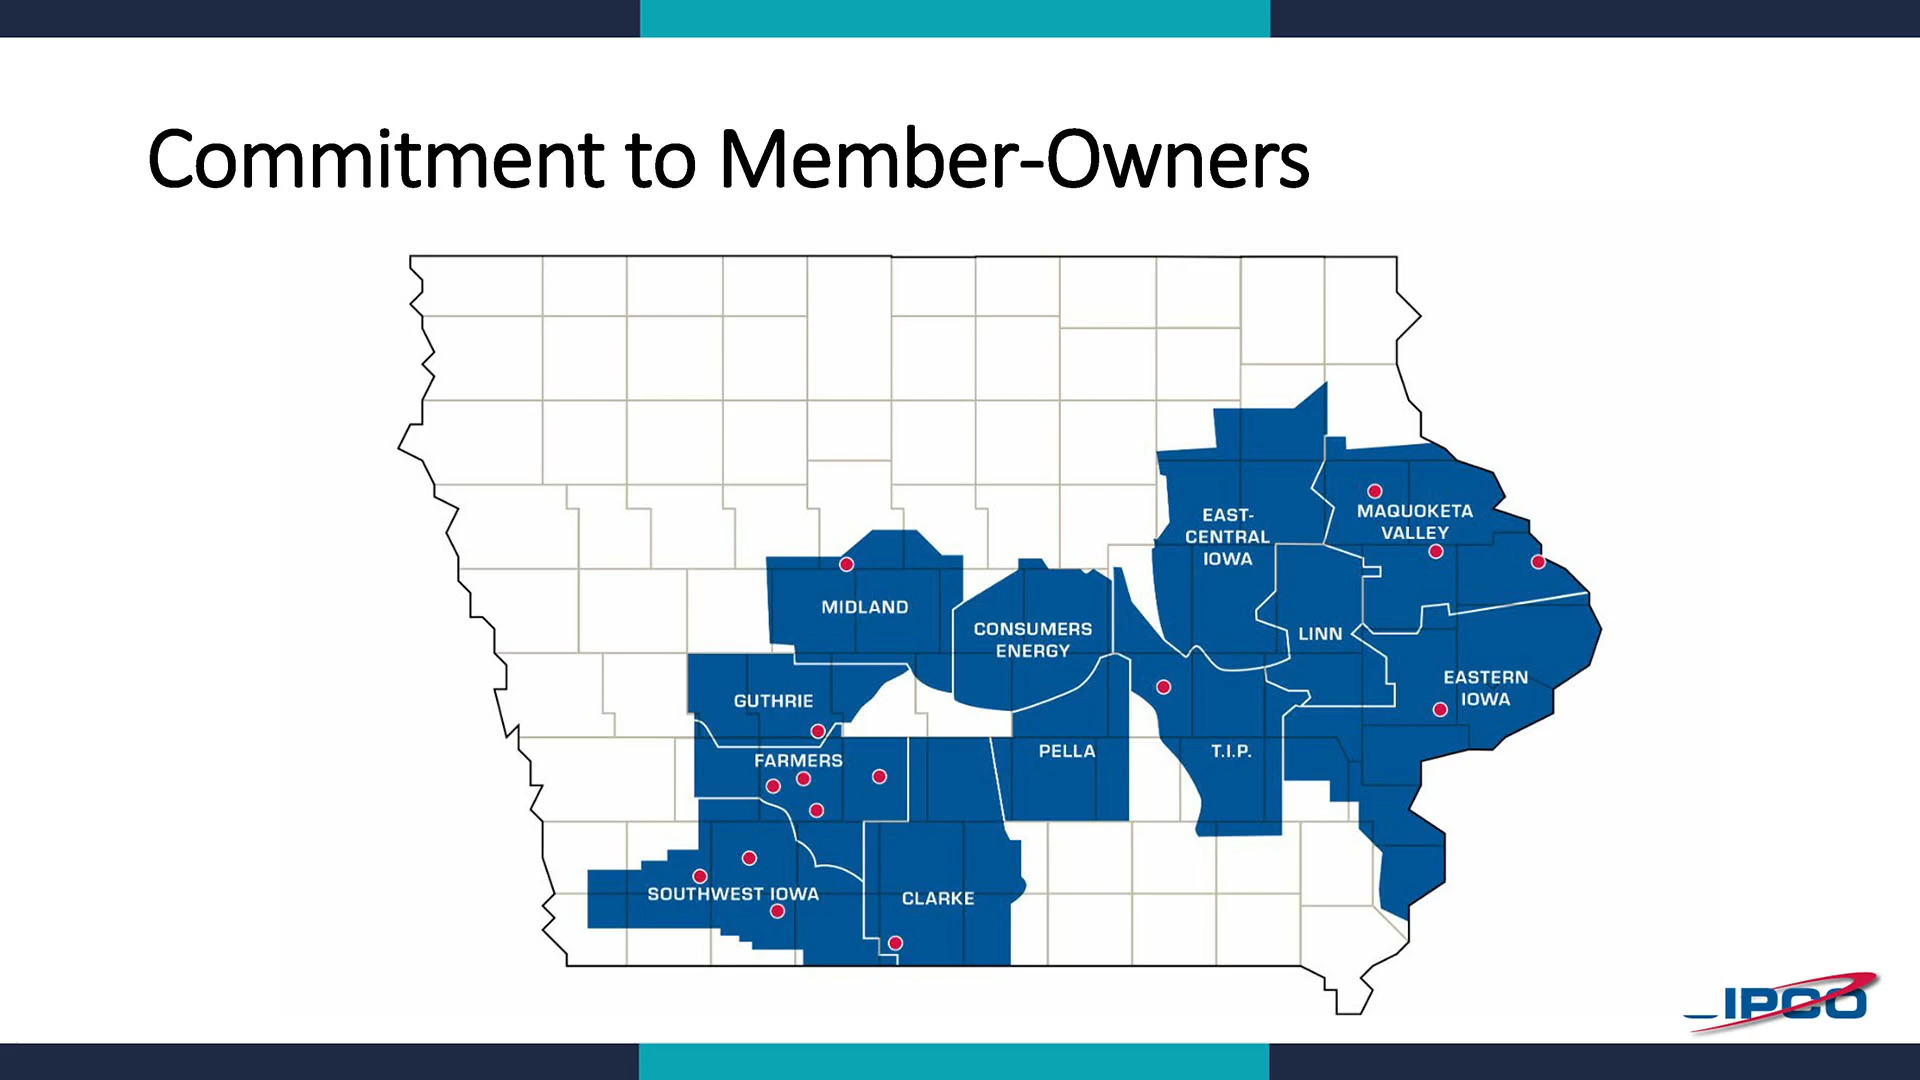 Commitment to Member-Owners
EAST-
CENTRAL
IOWA
MAQUOKETA
VALLEY
MIDLAND
CONSUMERS
ENERGY
LINN
GUTHRIE
EASTERN
IOWA
FARMERS
PELLA
T.I.P.
SOUTHWEST IOWA
CLARKE
IPCO